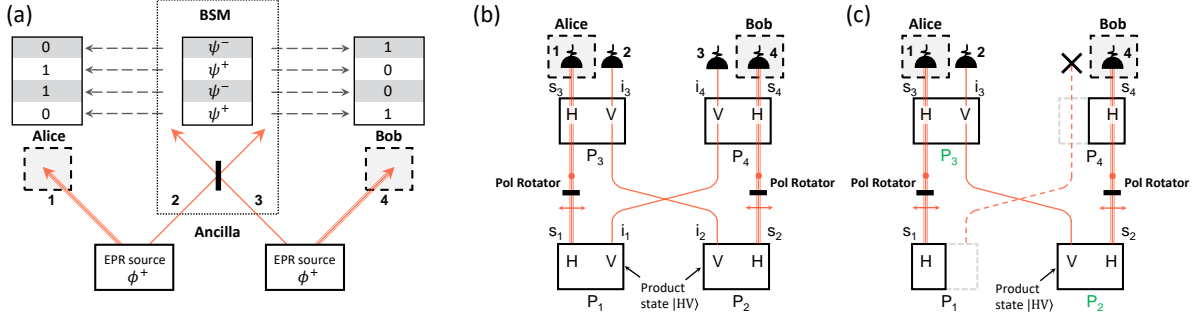 (a)
BSM
0
ψ⁻
1
1
ψ⁺
0
1
ψ⁻
0
0
ψ⁺
1
Alice
Bob
1
2
3
4
Ancilla
EPR source
ϕ⁺
EPR source
ϕ⁺
(b)
Alice
Bob
1
2
3
4
s₃
i₃
i₄
s₄
H
V
V
H
P₃
P₄
Pol Rotator
Pol Rotator
s₁
i₁
i₂
s₂
H
V
V
H
Product
state |HV⟩
P₁
P₂
(c)
Alice
Bob
1
2
4
s₃
i₃
s₄
H
V
H
P₃
P₄
Pol Rotator
Pol Rotator
s₁
s₂
H
V
H
Product
state |HV⟩
P₁
P₂